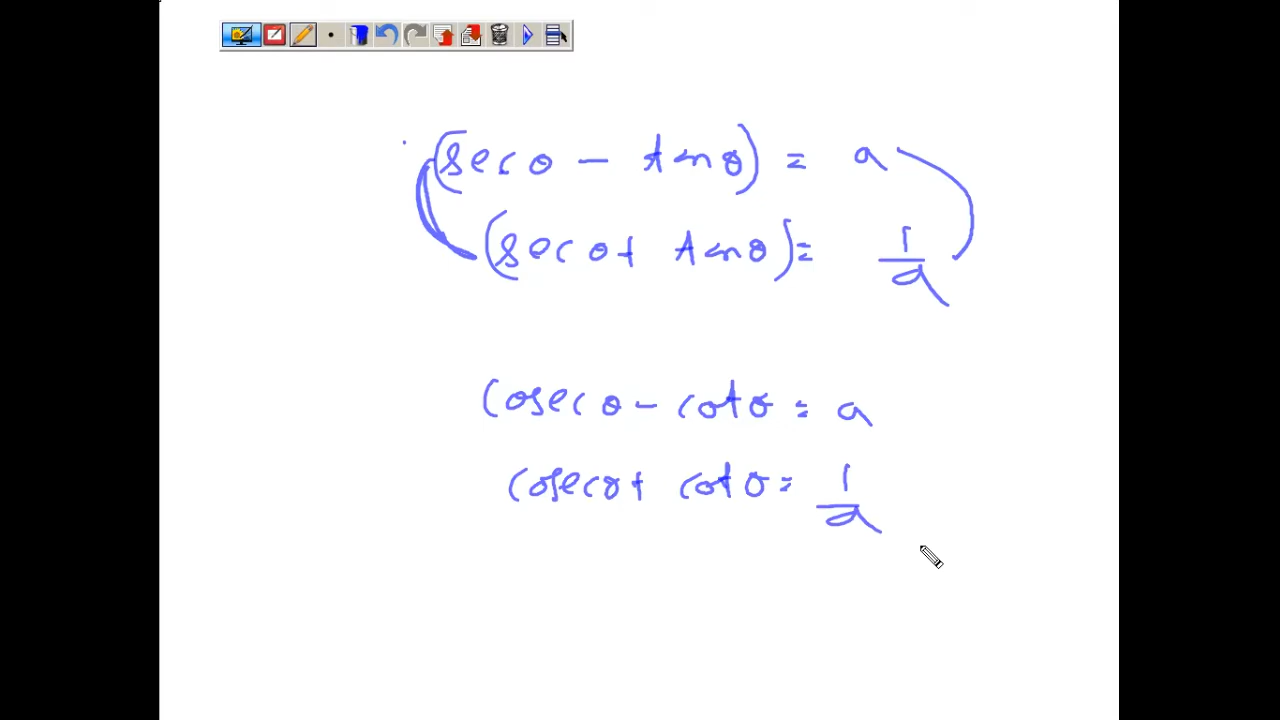 (secθ - tanθ) = a
(secθ + tanθ) = 1/a
cosecθ - cotθ = a
cosecθ + cotθ = 1/a